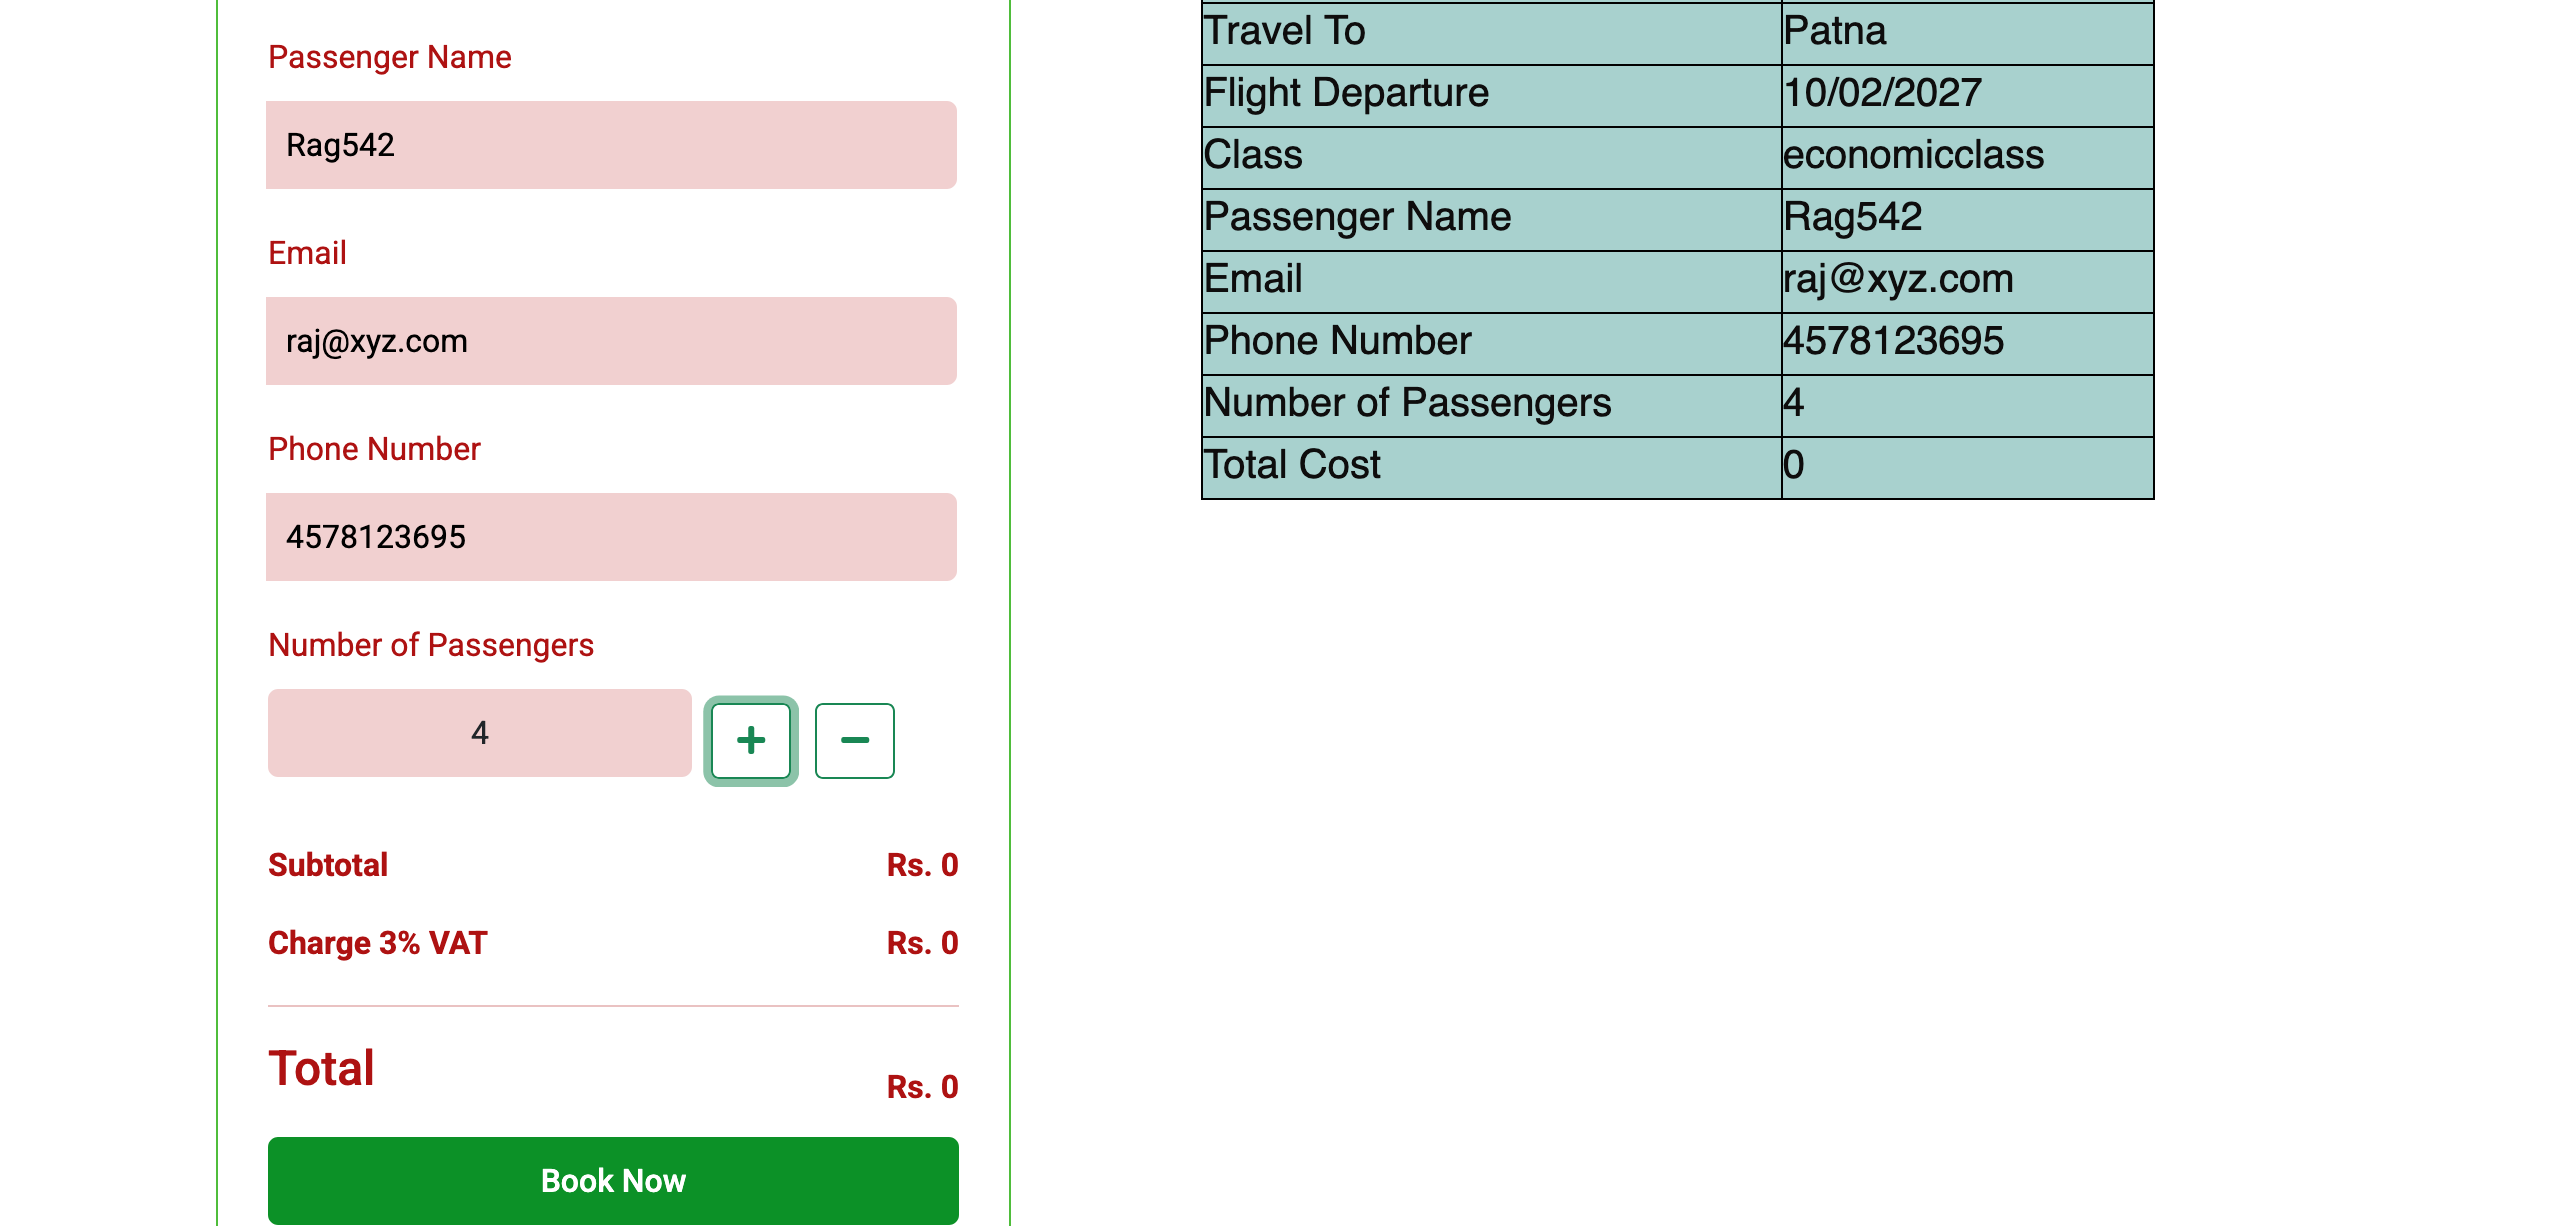 Passenger Name
Rag542
Email
raj@xyz.com
Phone Number
4578123695
Number of Passengers
4
+ −
Subtotal Rs. 0
Charge 3% VAT Rs. 0
Total Rs. 0
Book Now
Travel To Patna
Flight Departure 10/02/2027
Class economicclass
Passenger Name Rag542
Email raj@xyz.com
Phone Number 4578123695
Number of Passengers 4
Total Cost 0